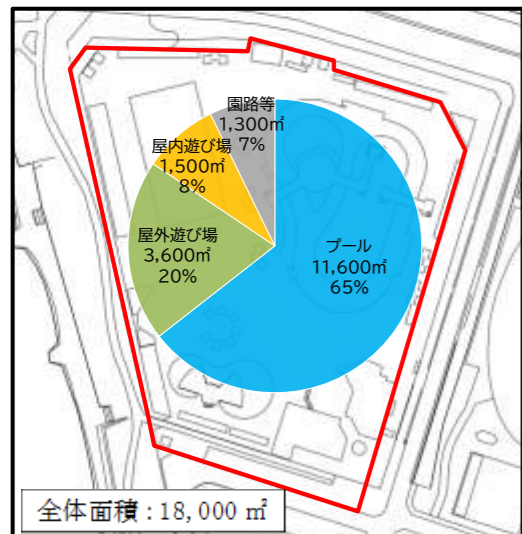 園路等
1,300㎡
7%
屋内遊び場
1,500㎡
8%
屋外遊び場
3,600㎡
20%
プール
11,600㎡
65%
全体面積：18,000 ㎡